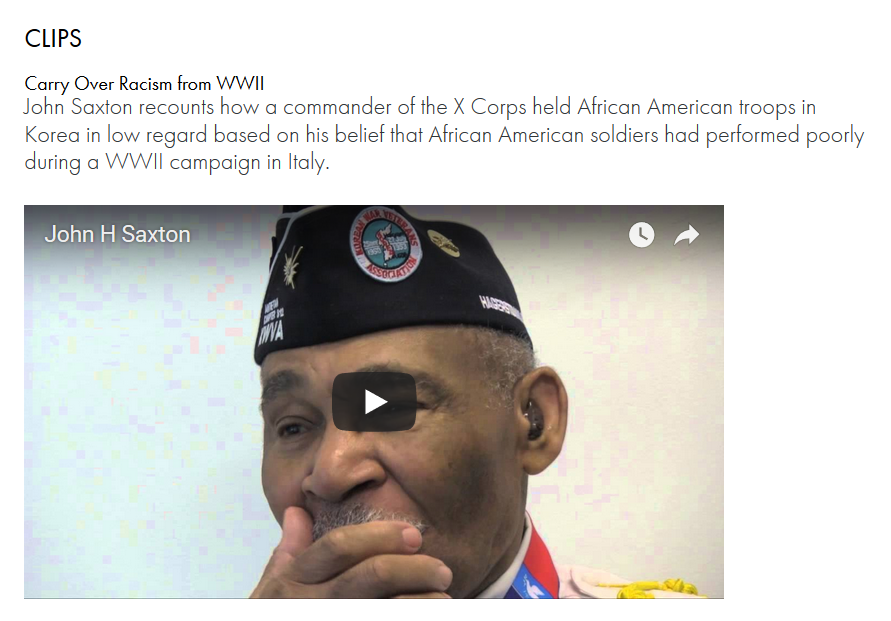 CLIPS
Carry Over Racism from WWII
John Saxton recounts how a commander of the X Corps held African American troops in
Korea in low regard based on his belief that African American soldiers had performed poorly
during a WWII campaign in Italy.
John H Saxton
KOREAN WAR VETERANS
ASSOCIATION